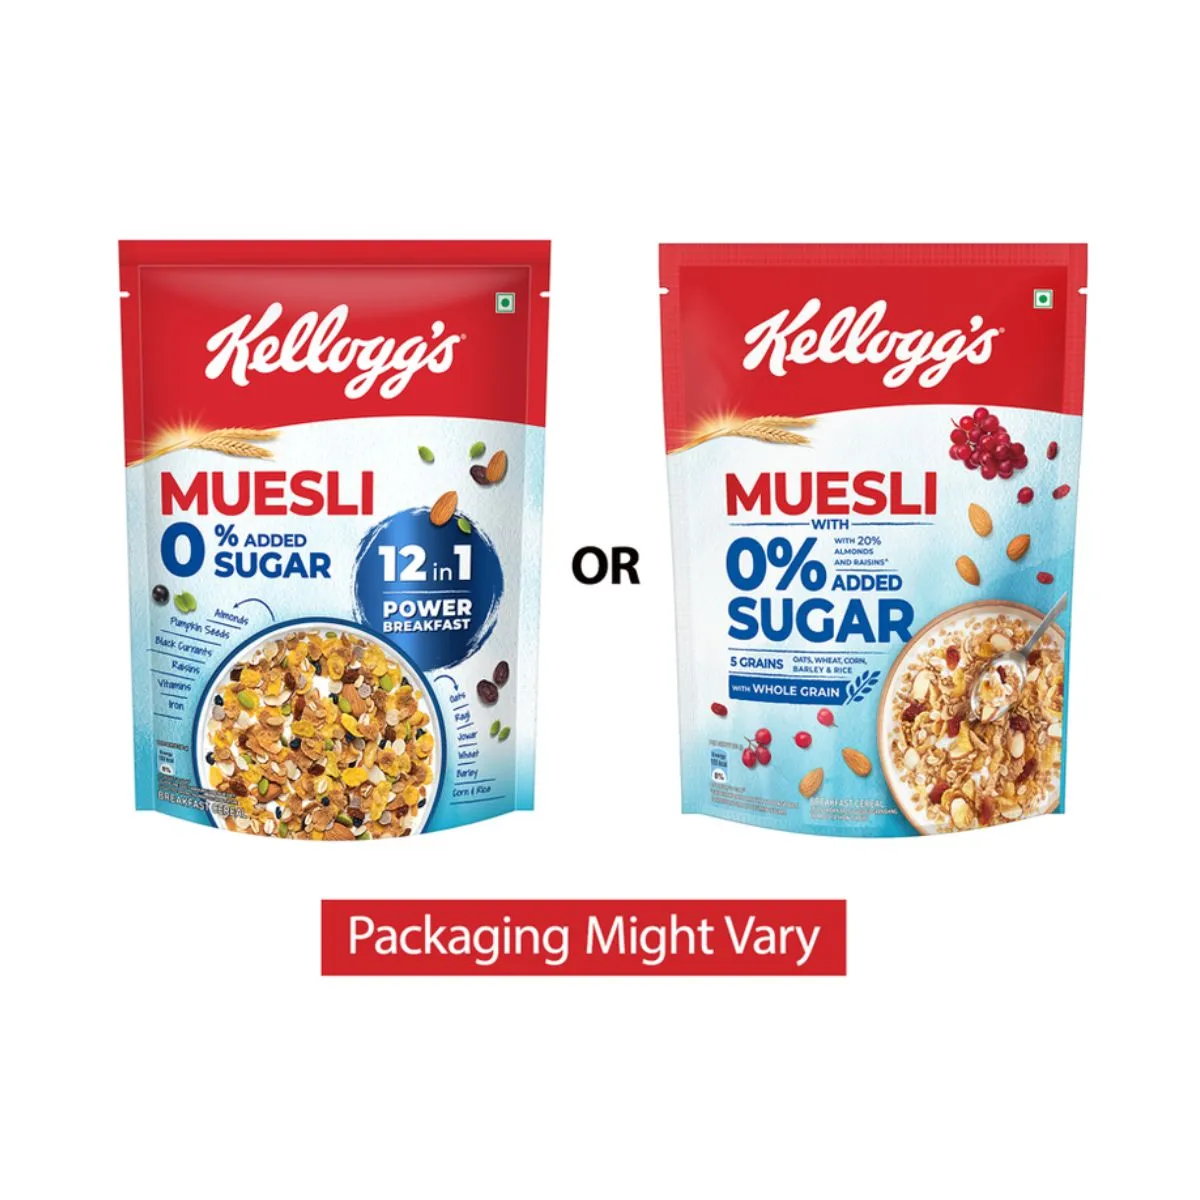 Kellogg's
MUESLI
0% ADDED
SUGAR
12 in 1
POWER
BREAKFAST
Almonds
Pumpkin Seeds
Black Currants
Raisins
Vitamins
Iron
Oats
Ragi
Jowar
Wheat
Barley
Corn & Rice
BREAKFAST CEREAL
OR
Kellogg's
MUESLI
WITH
0% ADDED
SUGAR
WITH 20%
ALMONDS
AND RAISINS*
5 GRAINS
OATS, WHEAT, CORN,
BARLEY & RICE
WITH WHOLE GRAIN
BREAKFAST CEREAL
Packaging Might Vary